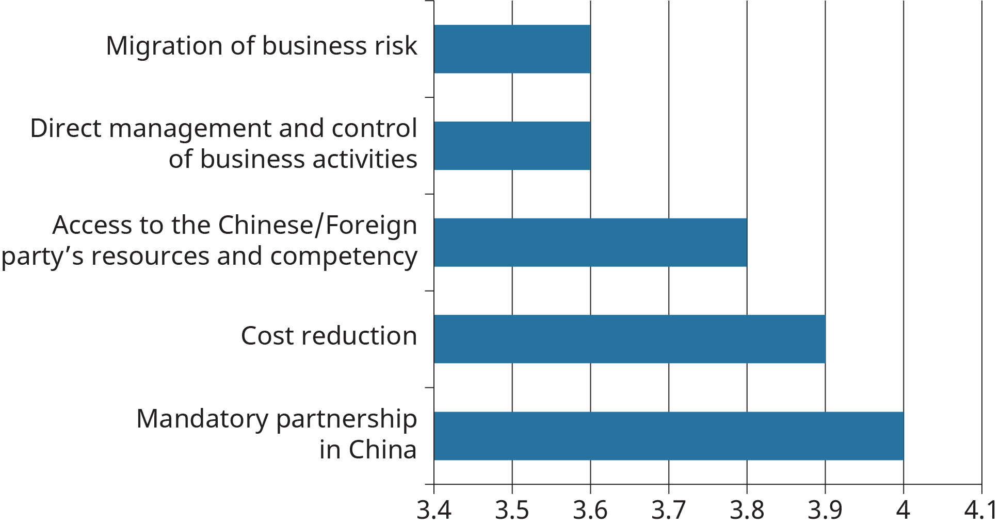 Migration of business risk
Direct management and control
of business activities
Access to the Chinese/Foreign
party’s resources and competency
Cost reduction
Mandatory partnership
in China
3.4 3.5 3.6 3.7 3.8 3.9 4 4.1